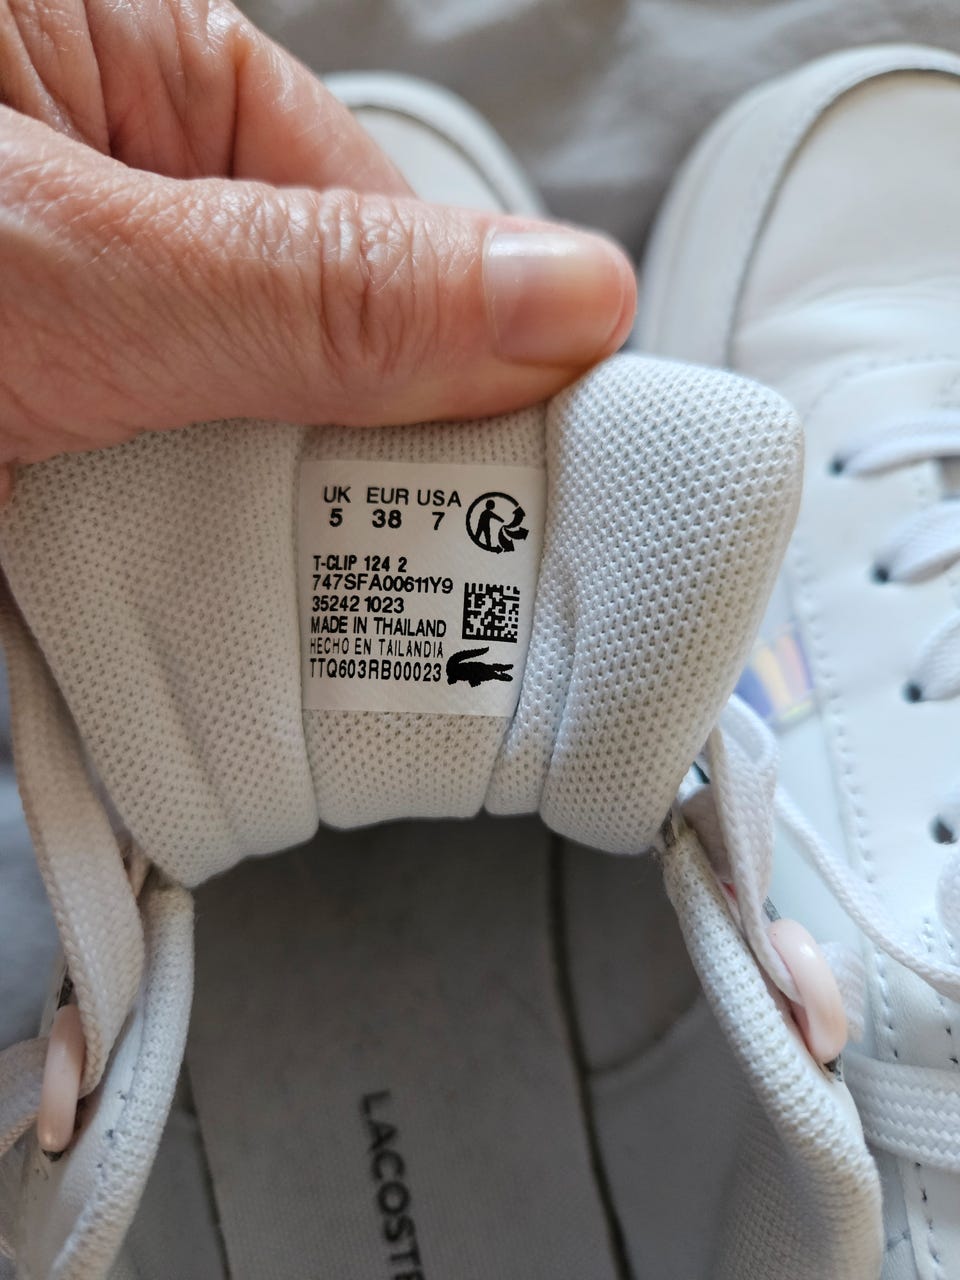 UK EUR USA
5 38 7
T-CLIP 124 2
747SFA00611Y9
35242 1023
MADE IN THAILAND
HECHO EN TAILANDIA
TTQ603RB00023
LACOSTE